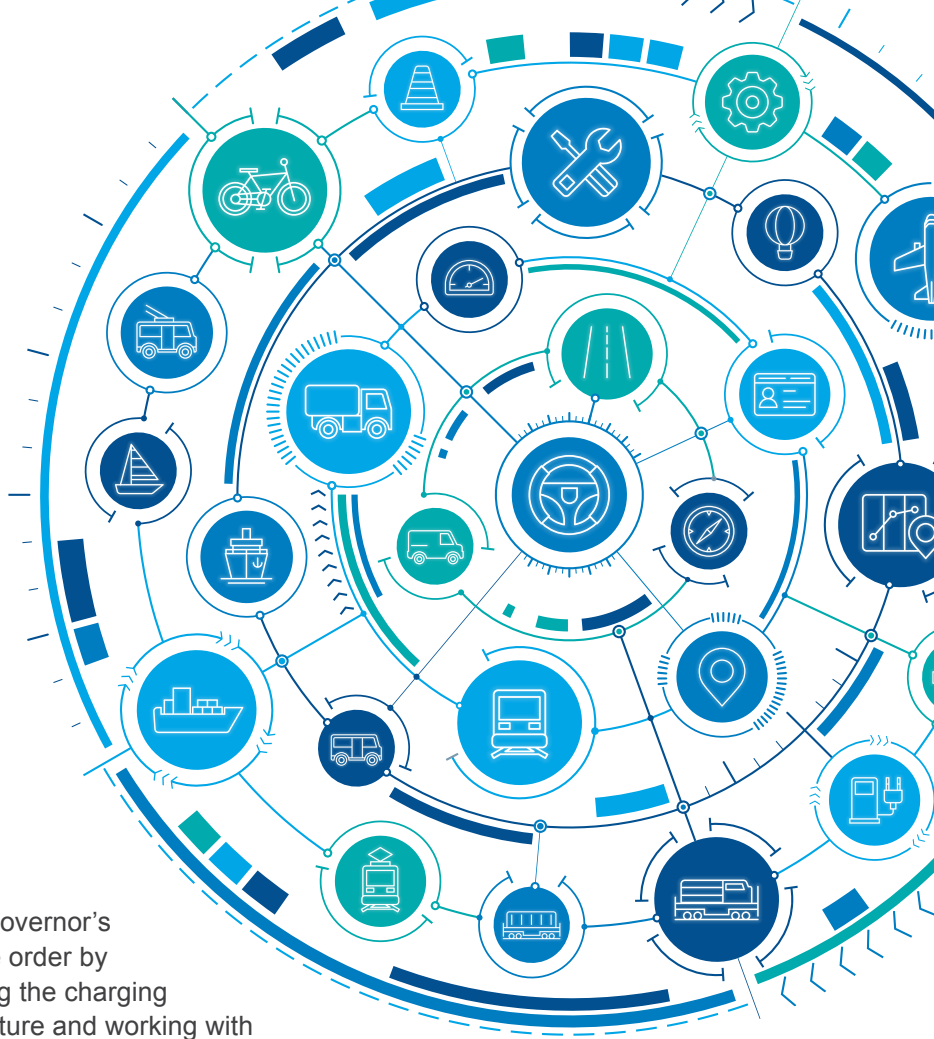 overnor's
order by
g the charging
ture and working with